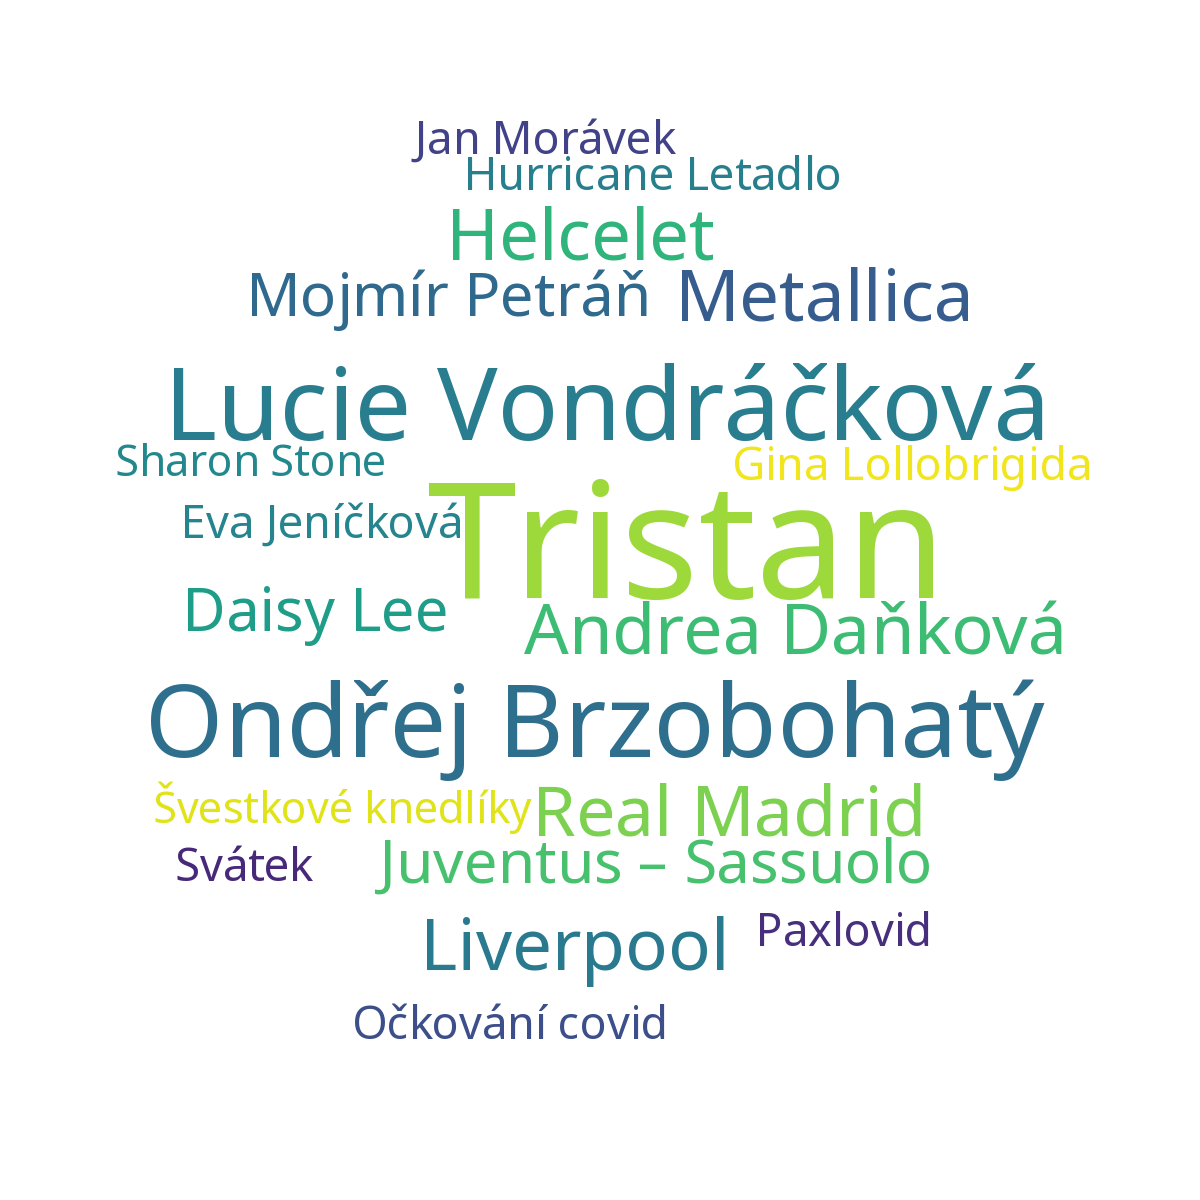 Jan Morávek
Hurricane Letadlo
Helcelet
Mojmír Petráň
Metallica
Lucie Vondráčková
Sharon Stone
Gina Lollobrigida
Tristan
Eva Jeníčková
Daisy Lee
Andrea Daňková
Ondřej Brzobohatý
Švestkové knedlíky
Real Madrid
Svátek
Juventus – Sassuolo
Liverpool
Paxlovid
Očkování covid